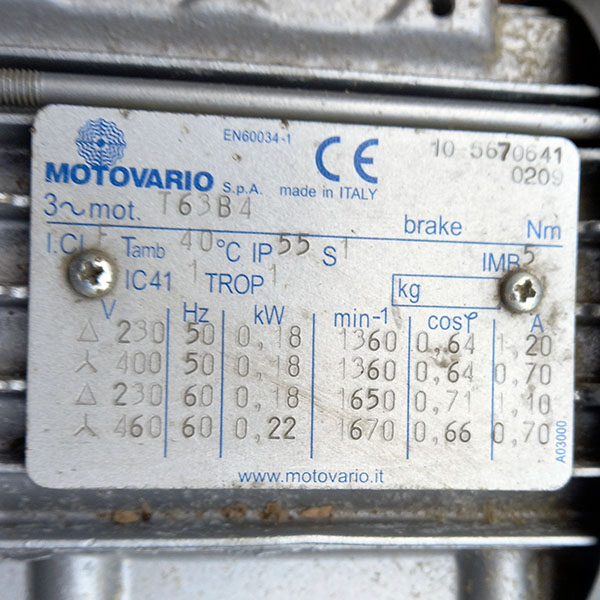 EN60034-1
CE
10-5670641
0209
MOTOVARIO S.p.A. made in ITALY
3~mot. T63B4 brake Nm
I.CL F Tamb 40°C IP 55 S1 IMB5
IC41 1 TROP 1 kg
V Hz kW min-1 cosφ A
△ 230 50 0,18 1360 0,64 1,20
⅄ 400 50 0,18 1360 0,64 0,70
△ 230 60 0,18 1650 0,71 1,10
⅄ 460 60 0,22 1670 0,66 0,70
A03000
www.motovario.it